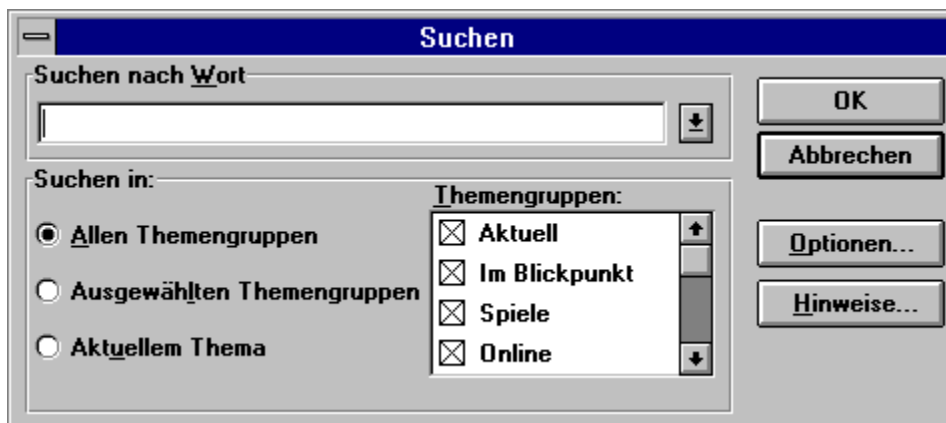 Suchen
Suchen nach Wort
OK
Abbrechen
Suchen in:
Allen Themengruppen
Ausgewählten Themengruppen
Aktuellem Thema
Themengruppen:
Aktuell
Im Blickpunkt
Spiele
Online
Optionen...
Hinweise...